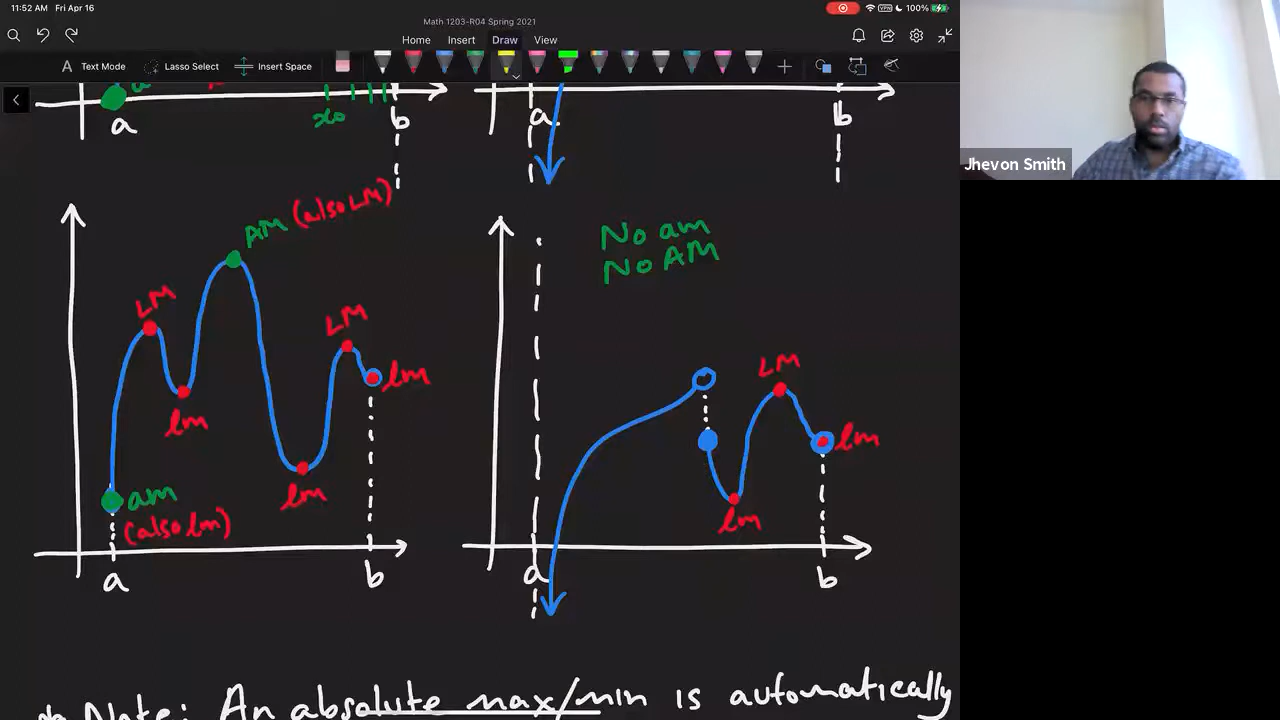 11:52 AM Fri Apr 16
100%
Math 1203-R04 Spring 2021
Home Insert Draw View
Text Mode Lasso Select Insert Space
Jhevon Smith
a x₀ b
a b
AM (also LM)
LM
LM
lm
lm
lm
am
(also lm)
a b
No am
No AM
LM
lm
lm
a b
Note: An absolute max/min is automatically